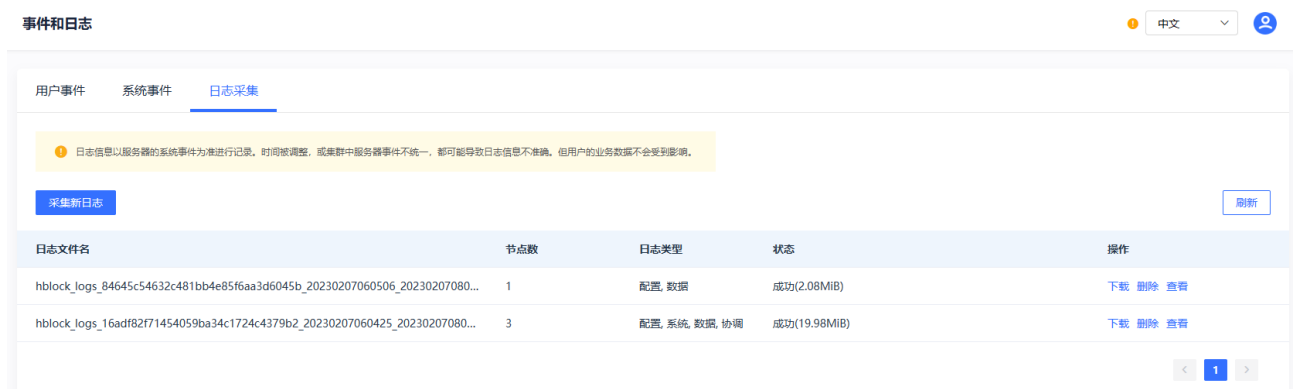 事件和日志
中文
用户事件 系统事件 日志采集
日志信息以服务器的系统事件为准进行记录。时间被调整，或集群中服务器事件不统一，都可能导致日志信息不准确。但用户的业务数据不会受到影响。
采集新日志 刷新
日志文件名 节点数 日志类型 状态 操作
hblock_logs_84645c54632c481bb4e85f6aa3d6045b_20230207060506_20230207080... 1 配置, 数据 成功(2.08MiB) 下载 删除 查看
hblock_logs_16adf82f71454059ba34c1724c4379b2_20230207060425_20230207080... 3 配置, 系统, 数据, 协调 成功(19.98MiB) 下载 删除 查看
< 1 >